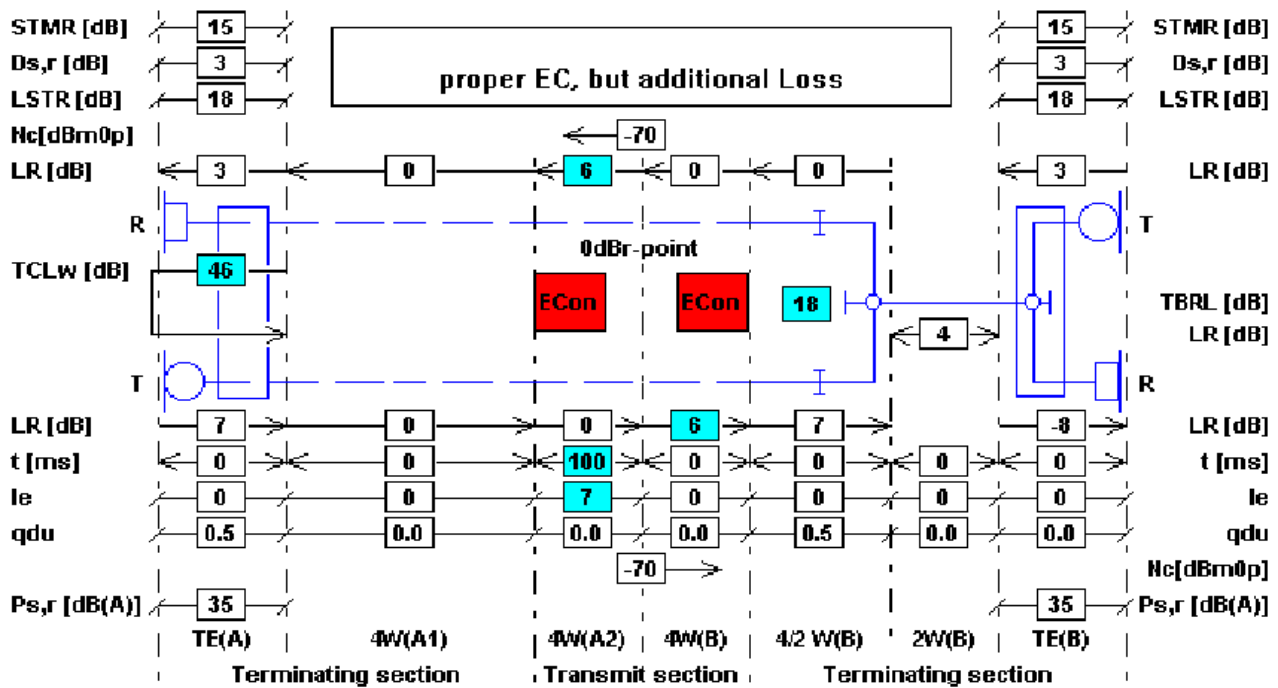 STMR [dB] 15 15 STMR [dB]
Ds,r [dB] 3 proper EC, but additional Loss 3 Ds,r [dB]
LSTR [dB] 18 18 LSTR [dB]
Nc[dBm0p] -70
LR [dB] 3 0 6 0 0 3 LR [dB]
R T
0dBr-point
TCLw [dB] 46
ECon ECon 18 TBRL [dB]
4 LR [dB]
T R
LR [dB] 7 0 0 6 7 -8 LR [dB]
t [ms] 0 0 100 0 0 0 0 t [ms]
Ie 0 0 7 0 0 0 0 Ie
qdu 0.5 0.0 0.0 0.0 0.5 0.0 0.0 qdu
-70 Nc[dBm0p]
Ps,r [dB(A)] 35 35 Ps,r [dB(A)]
TE(A) 4W(A1) 4W(A2) 4W(B) 4/2 W(B) 2W(B) TE(B)
Terminating section Transmit section Terminating section